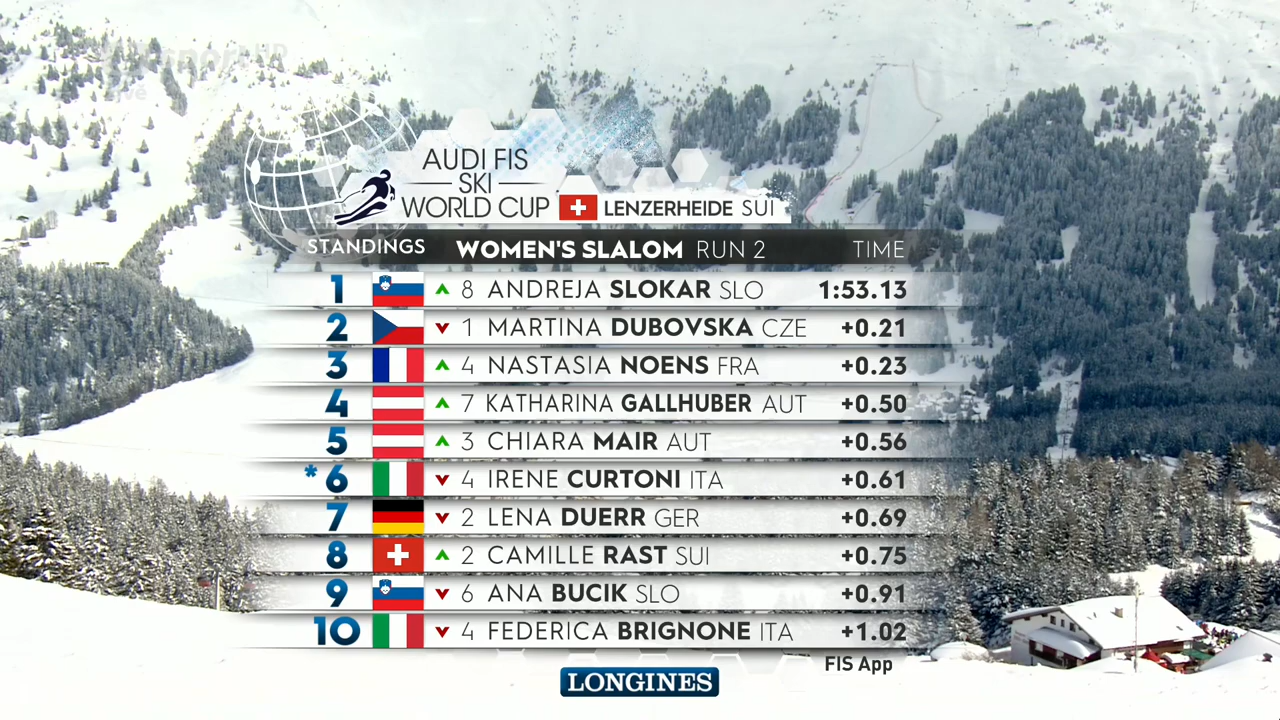 AUDI FIS
SKI
WORLD CUP
LENZERHEIDE SUI
STANDINGS WOMEN'S SLALOM RUN 2 TIME
1 8 ANDREJA SLOKAR SLO 1:53.13
2 1 MARTINA DUBOVSKA CZE +0.21
3 4 NASTASIA NOENS FRA +0.23
4 7 KATHARINA GALLHUBER AUT +0.50
5 3 CHIARA MAIR AUT +0.56
*6 4 IRENE CURTONI ITA +0.61
7 2 LENA DUERR GER +0.69
8 2 CAMILLE RAST SUI +0.75
9 6 ANA BUCIK SLO +0.91
10 4 FEDERICA BRIGNONE ITA +1.02
FIS App
LONGINES